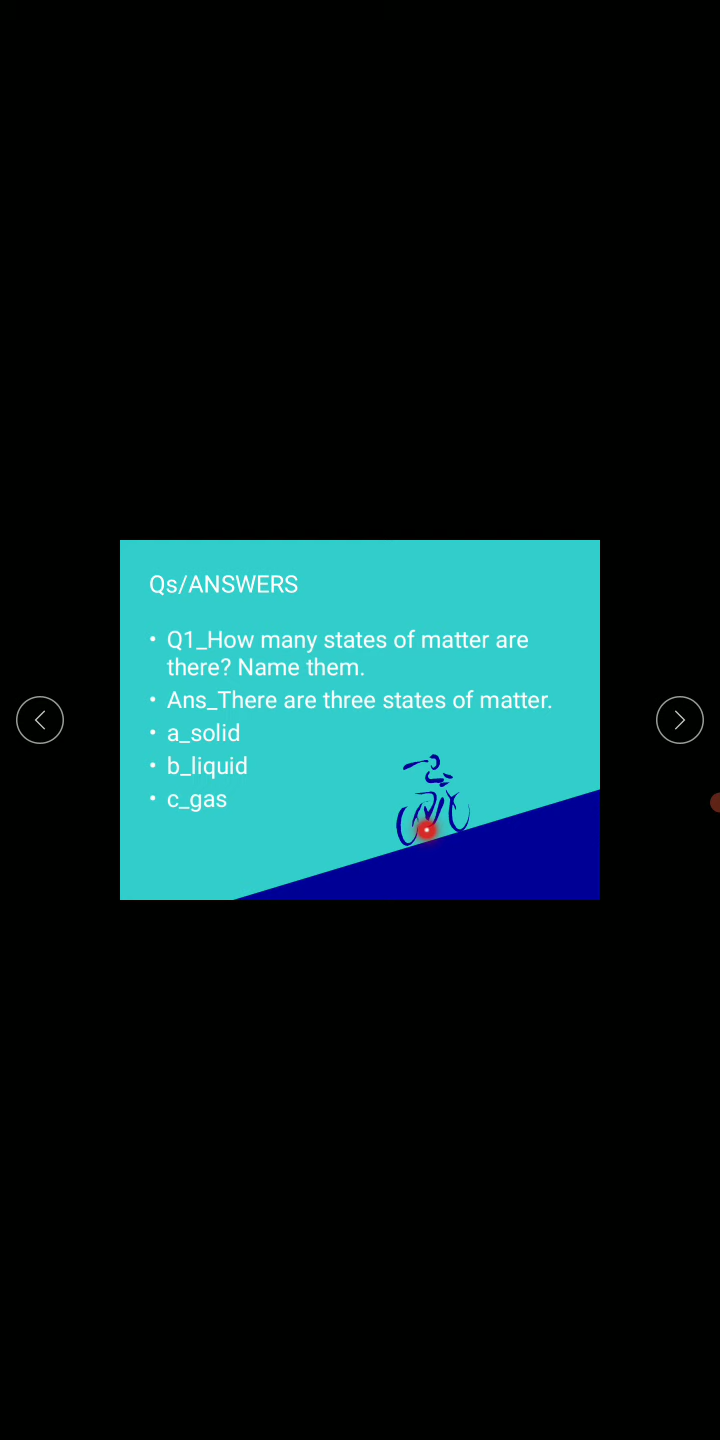 Qs/ANSWERS
• Q1_How many states of matter are
there? Name them.
• Ans_There are three states of matter.
• a_solid
• b_liquid
• c_gas